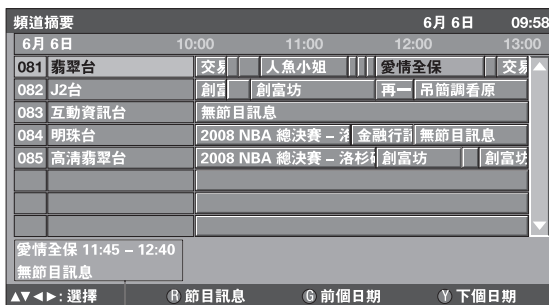 頻道摘要 6月 6日 09:58
6月 6日 10:00 11:00 12:00 13:00
081 翡翠台 交易 人魚小姐 愛情全保 交易
082 J2台 創富 創富坊 再一 吊簡調看原
083 互動資訊台 無節目訊息
084 明珠台 2008 NBA 總決賽 – 洛 金融行訊 無節目訊息
085 高清翡翠台 2008 NBA 總決賽 – 洛杉磯 創富坊 創富坊
愛情全保 11:45 – 12:40
無節目訊息
▲▼◀▶: 選擇 R 節目訊息 G 前個日期 Y 下個日期